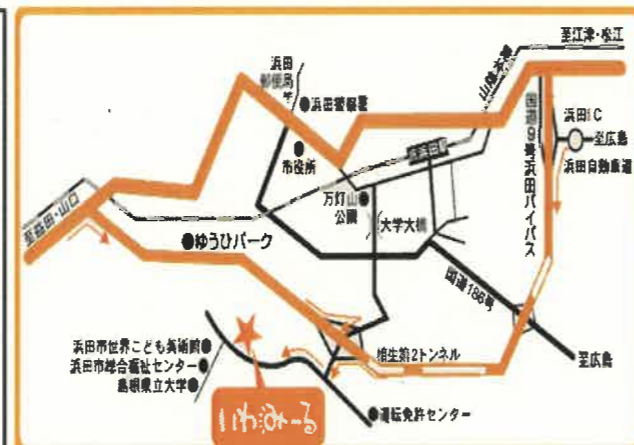 至江津・松江
浜田
郵便局
〒
山陰本線
●浜田警察署
浜田IC
至広島
浜田自動車道
国道9号浜田バイパス
浜田駅
●市役所
万灯山
公園
大学大橋
至益田・山口
●ゆうひパーク
国道186号
浜田市世界こども美術館●
浜田市総合福祉センター●
島根県立大学●
相生第2トンネル
至広島
いわみーる
●運転免許センター